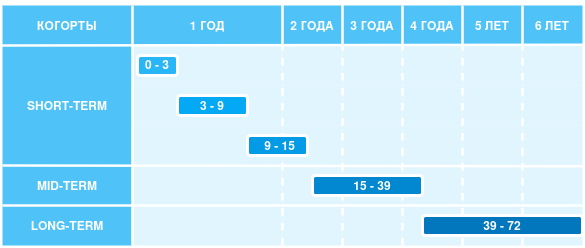 КОГОРТЫ 1 ГОД 2 ГОДА 3 ГОДА 4 ГОДА 5 ЛЕТ 6 ЛЕТ
0 - 3
SHORT-TERM 3 - 9
9 - 15
MID-TERM 15 - 39
LONG-TERM 39 - 72